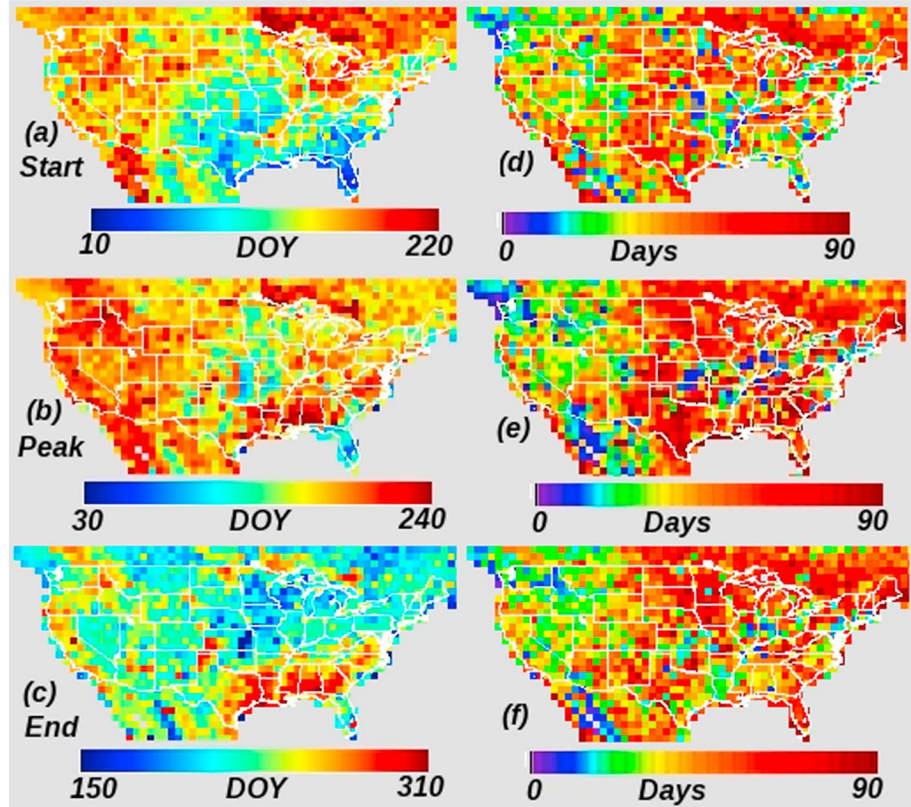 (a)
Start
10 DOY 220
(d)
0 Days 90
(b)
Peak
30 DOY 240
(e)
0 Days 90
(c)
End
150 DOY 310
(f)
0 Days 90